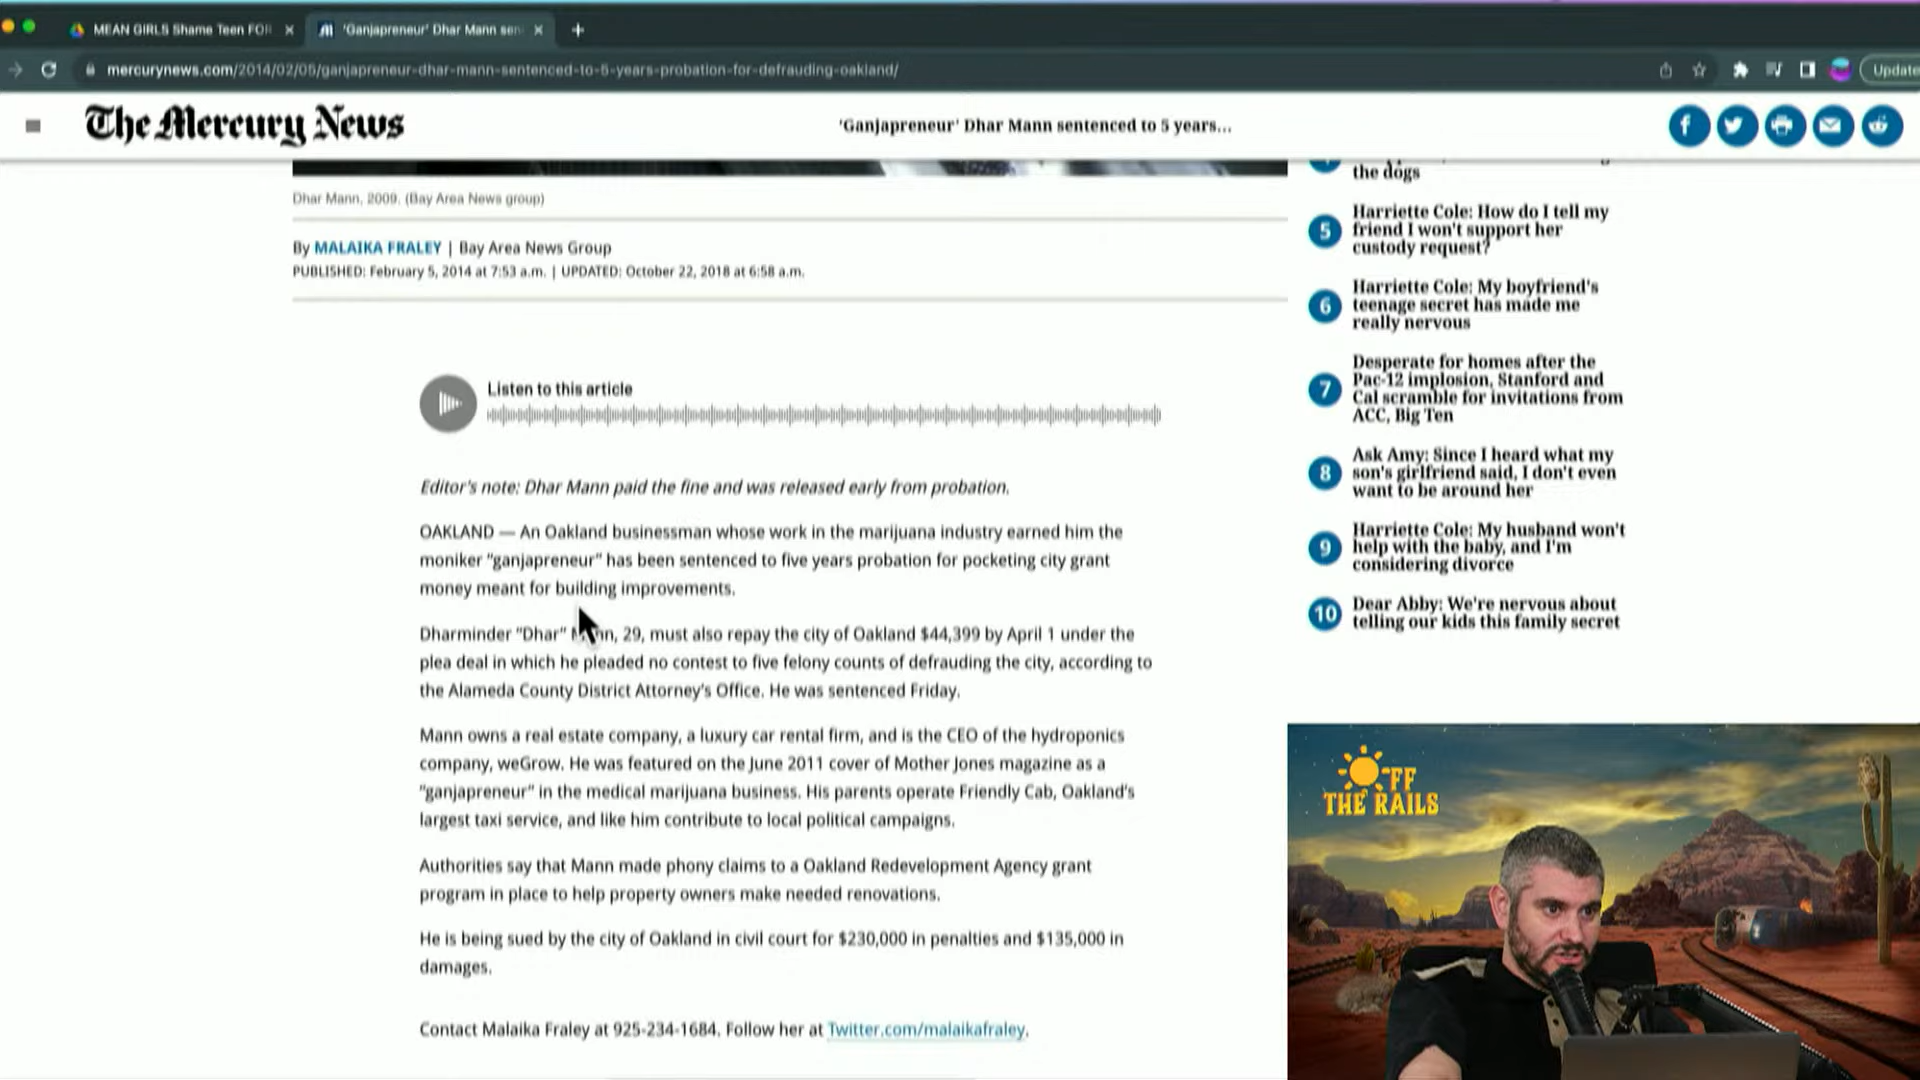 MEAN GIRLS Shame Teen FOR
'Ganjapreneur' Dhar Mann sen
mercurynews.com/2014/02/05/ganjapreneur-dhar-mann-sentenced-to-5-years-probation-for-defrauding-oakland/
Update
The Mercury News
'Ganjapreneur' Dhar Mann sentenced to 5 years...
Dhar Mann, 2009. (Bay Area News group)
By MALAIKA FRALEY | Bay Area News Group
PUBLISHED: February 5, 2014 at 7:53 a.m. | UPDATED: October 22, 2018 at 6:58 a.m.
Listen to this article
Editor's note: Dhar Mann paid the fine and was released early from probation.
OAKLAND — An Oakland businessman whose work in the marijuana industry earned him the
moniker "ganjapreneur" has been sentenced to five years probation for pocketing city grant
money meant for building improvements.
Dharminder "Dhar" Mann, 29, must also repay the city of Oakland $44,399 by April 1 under the
plea deal in which he pleaded no contest to five felony counts of defrauding the city, according to
the Alameda County District Attorney's Office. He was sentenced Friday.
Mann owns a real estate company, a luxury car rental firm, and is the CEO of the hydroponics
company, weGrow. He was featured on the June 2011 cover of Mother Jones magazine as a
"ganjapreneur" in the medical marijuana business. His parents operate Friendly Cab, Oakland's
largest taxi service, and like him contribute to local political campaigns.
Authorities say that Mann made phony claims to a Oakland Redevelopment Agency grant
program in place to help property owners make needed renovations.
He is being sued by the city of Oakland in civil court for $230,000 in penalties and $135,000 in
damages.
Contact Malaika Fraley at 925-234-1684. Follow her at Twitter.com/malaikafraley.
the dogs
5
Harriette Cole: How do I tell my
friend I won't support her
custody request?
6
Harriette Cole: My boyfriend's
teenage secret has made me
really nervous
7
Desperate for homes after the
Pac-12 implosion, Stanford and
Cal scramble for invitations from
ACC, Big Ten
8
Ask Amy: Since I heard what my
son's girlfriend said, I don't even
want to be around her
9
Harriette Cole: My husband won't
help with the baby, and I'm
considering divorce
10
Dear Abby: We're nervous about
telling our kids this family secret
OFF
THE RAILS